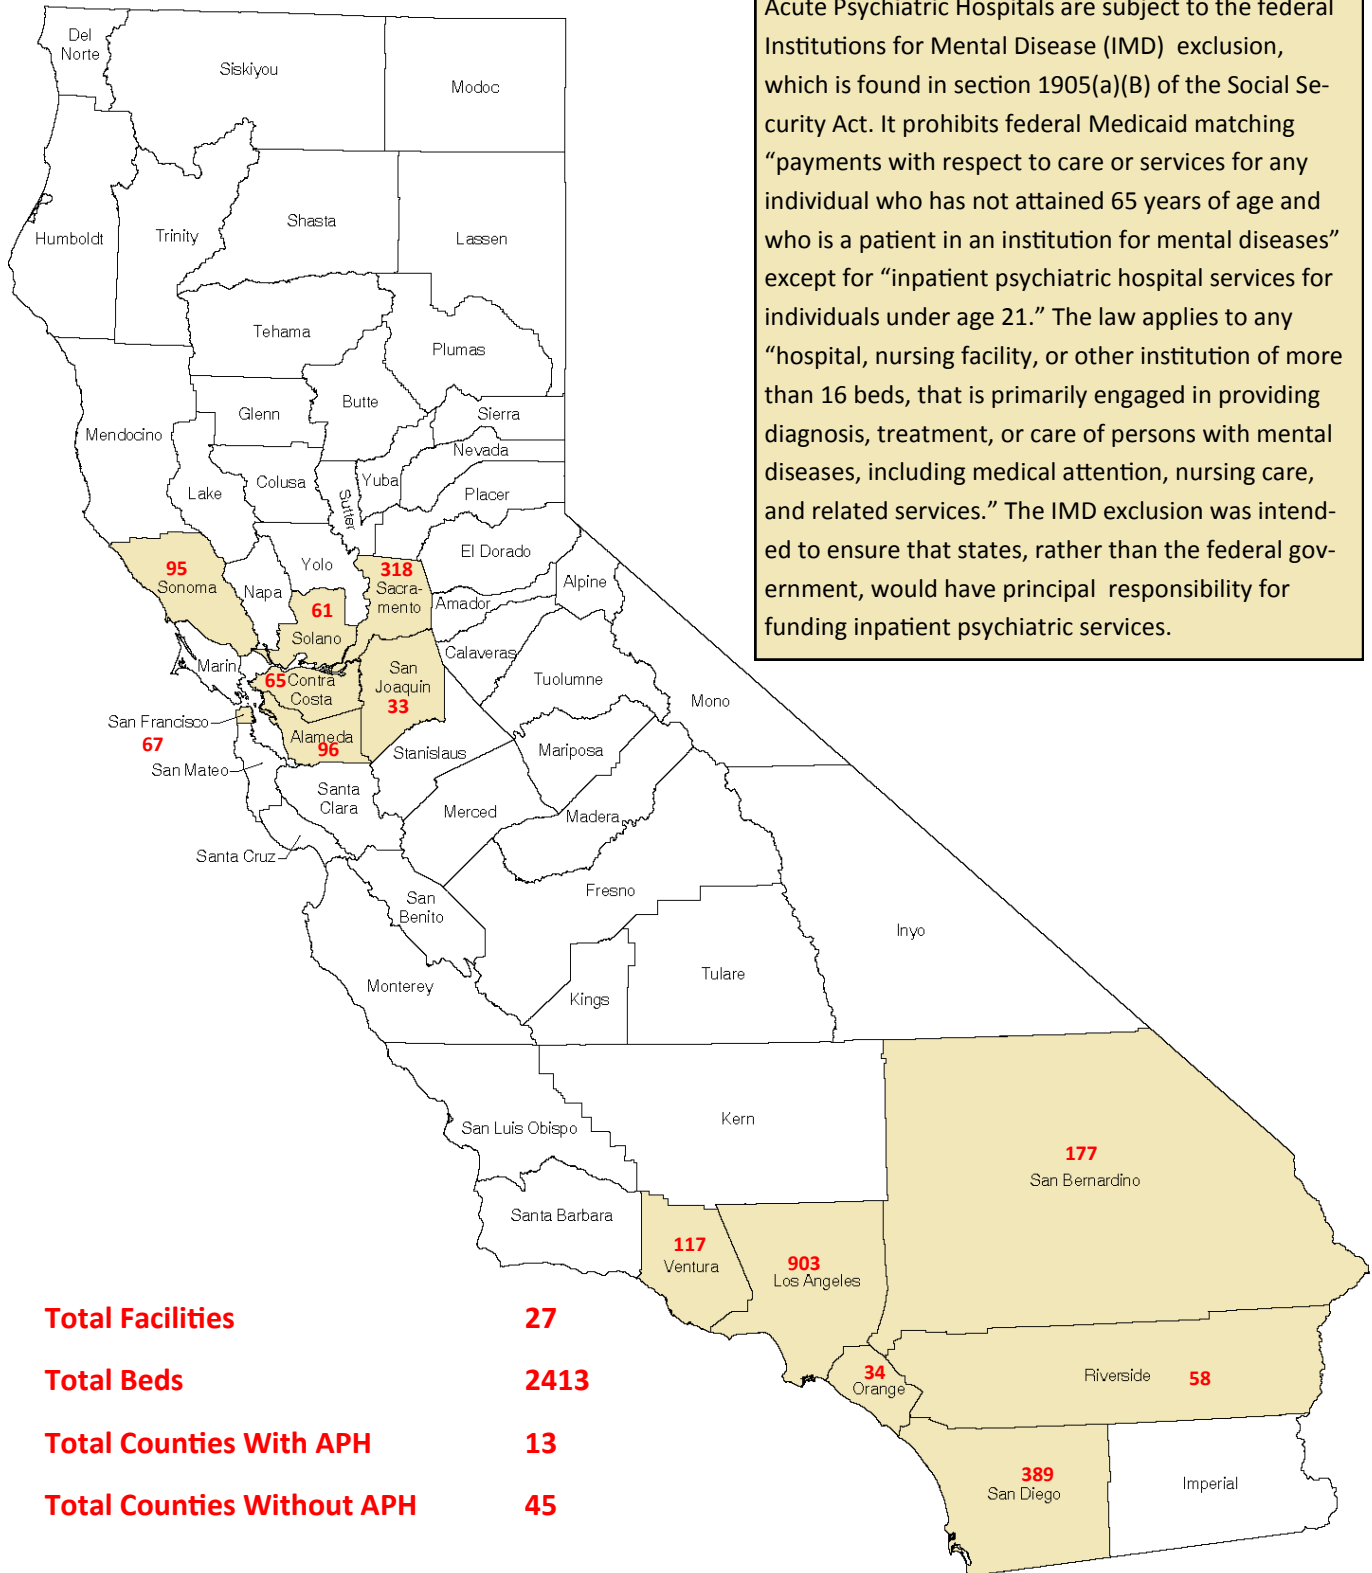 Acute Psychiatric Hospitals are subject to the federal
Institutions for Mental Disease (IMD) exclusion,
which is found in section 1905(a)(B) of the Social Se-
curity Act. It prohibits federal Medicaid matching
“payments with respect to care or services for any
individual who has not attained 65 years of age and
who is a patient in an institution for mental diseases”
except for “inpatient psychiatric hospital services for
individuals under age 21.” The law applies to any
“hospital, nursing facility, or other institution of more
than 16 beds, that is primarily engaged in providing
diagnosis, treatment, or care of persons with mental
diseases, including medical attention, nursing care,
and related services.” The IMD exclusion was intend-
ed to ensure that states, rather than the federal gov-
ernment, would have principal responsibility for
funding inpatient psychiatric services.
Del
Norte
Siskiyou
Modoc
Humboldt
Trinity
Shasta
Lassen
Tehama
Plumas
Mendocino
Glenn
Butte
Sierra
Nevada
Lake
Colusa
Sutter
Yuba
Placer
95
Sonoma
Napa
Yolo
318
Sacra-
mento
El Dorado
Alpine
Amador
61
Solano
Calaveras
Marin
65
Contra
Costa
San
Joaquin
33
Tuolumne
Mono
San Francisco
67
Alameda
96
Stanislaus
Mariposa
San Mateo
Santa
Clara
Merced
Madera
Santa Cruz
San
Benito
Fresno
Inyo
Monterey
Kings
Tulare
San Luis Obispo
Kern
177
San Bernardino
Santa Barbara
117
Ventura
903
Los Angeles
34
Orange
Riverside
58
389
San Diego
Imperial
Total Facilities 27
Total Beds 2413
Total Counties With APH 13
Total Counties Without APH 45